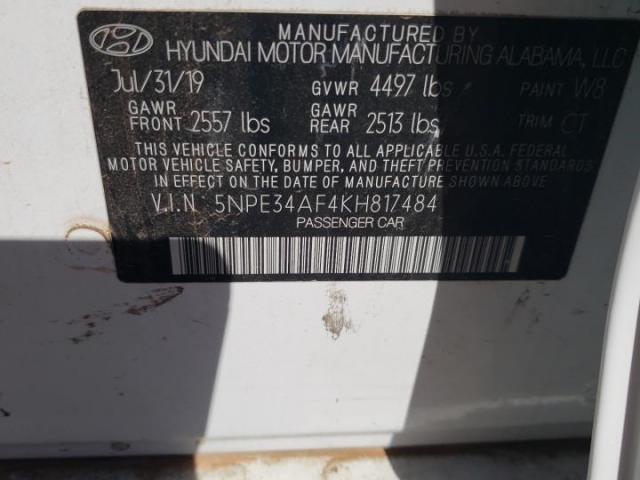 MANUFACTURED BY
HYUNDAI MOTOR MANUFACTURING ALABAMA, LLC
Jul/31/19 GVWR 4497 lbs PAINT W8
GAWR FRONT 2557 lbs GAWR REAR 2513 lbs TRIM CT
THIS VEHICLE CONFORMS TO ALL APPLICABLE U.S.A. FEDERAL
MOTOR VEHICLE SAFETY, BUMPER, AND THEFT PREVENTION STANDARDS
IN EFFECT ON THE DATE OF MANUFACTURE SHOWN ABOVE.
V.I.N 5NPE34AF4KH817484
PASSENGER CAR